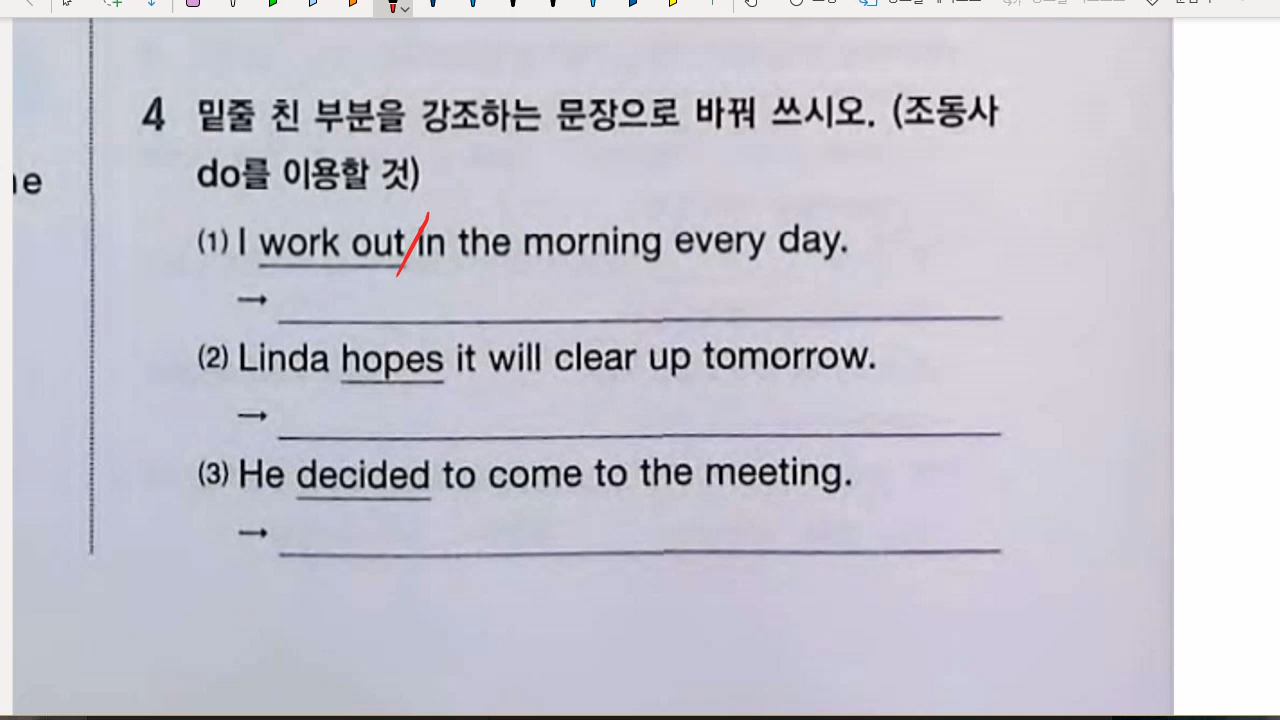 4 밑줄 친 부분을 강조하는 문장으로 바꿔 쓰시오. (조동사
do를 이용할 것)
(1) I work out in the morning every day.
→
(2) Linda hopes it will clear up tomorrow.
→
(3) He decided to come to the meeting.
→